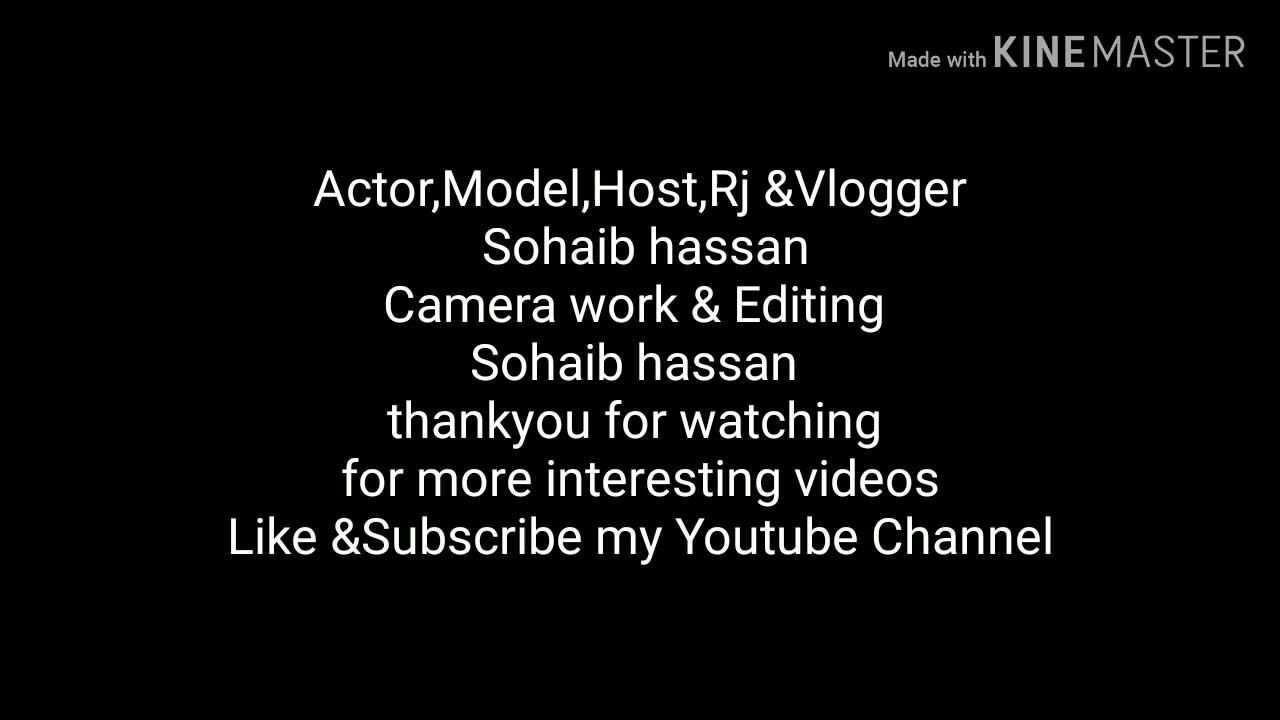 Made with KINEMASTER
Actor,Model,Host,Rj &Vlogger
Sohaib hassan
Camera work & Editing
Sohaib hassan
thankyou for watching
for more interesting videos
Like &Subscribe my Youtube Channel